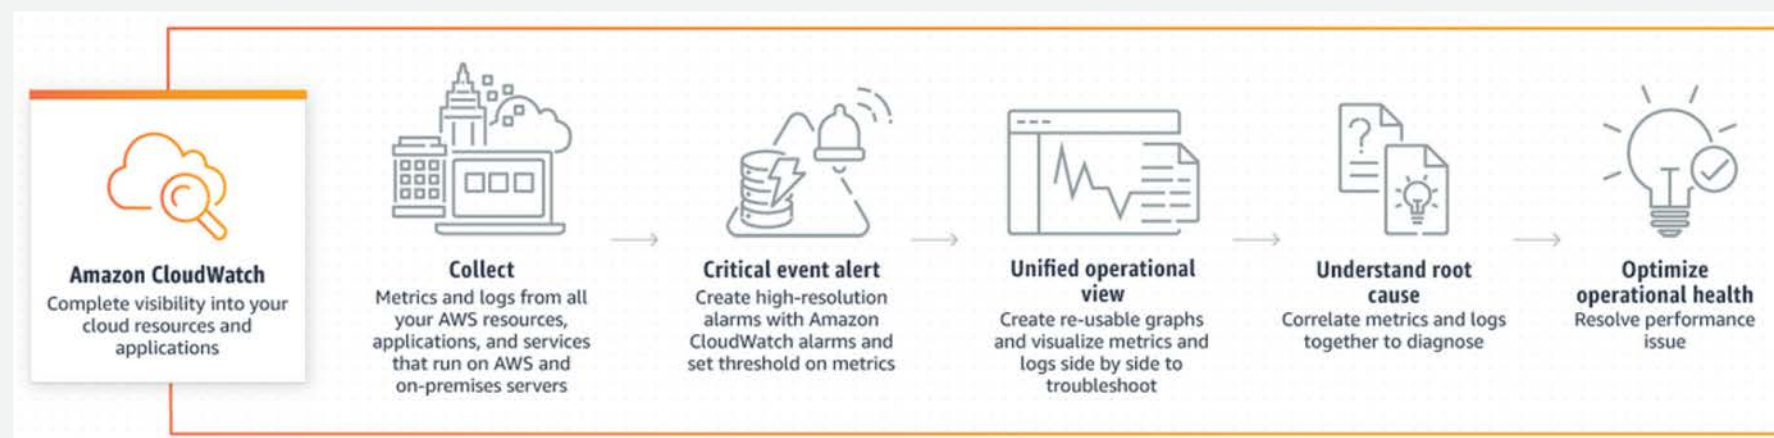 Amazon CloudWatch
Complete visibility into your
cloud resources and
applications
Collect
Metrics and logs from all
your AWS resources,
applications, and services
that run on AWS and
on-premises servers
Critical event alert
Create high-resolution
alarms with Amazon
CloudWatch alarms and
set threshold on metrics
Unified operational
view
Create re-usable graphs
and visualize metrics and
logs side by side to
troubleshoot
Understand root
cause
Correlate metrics and logs
together to diagnose
Optimize
operational health
Resolve performance
issue